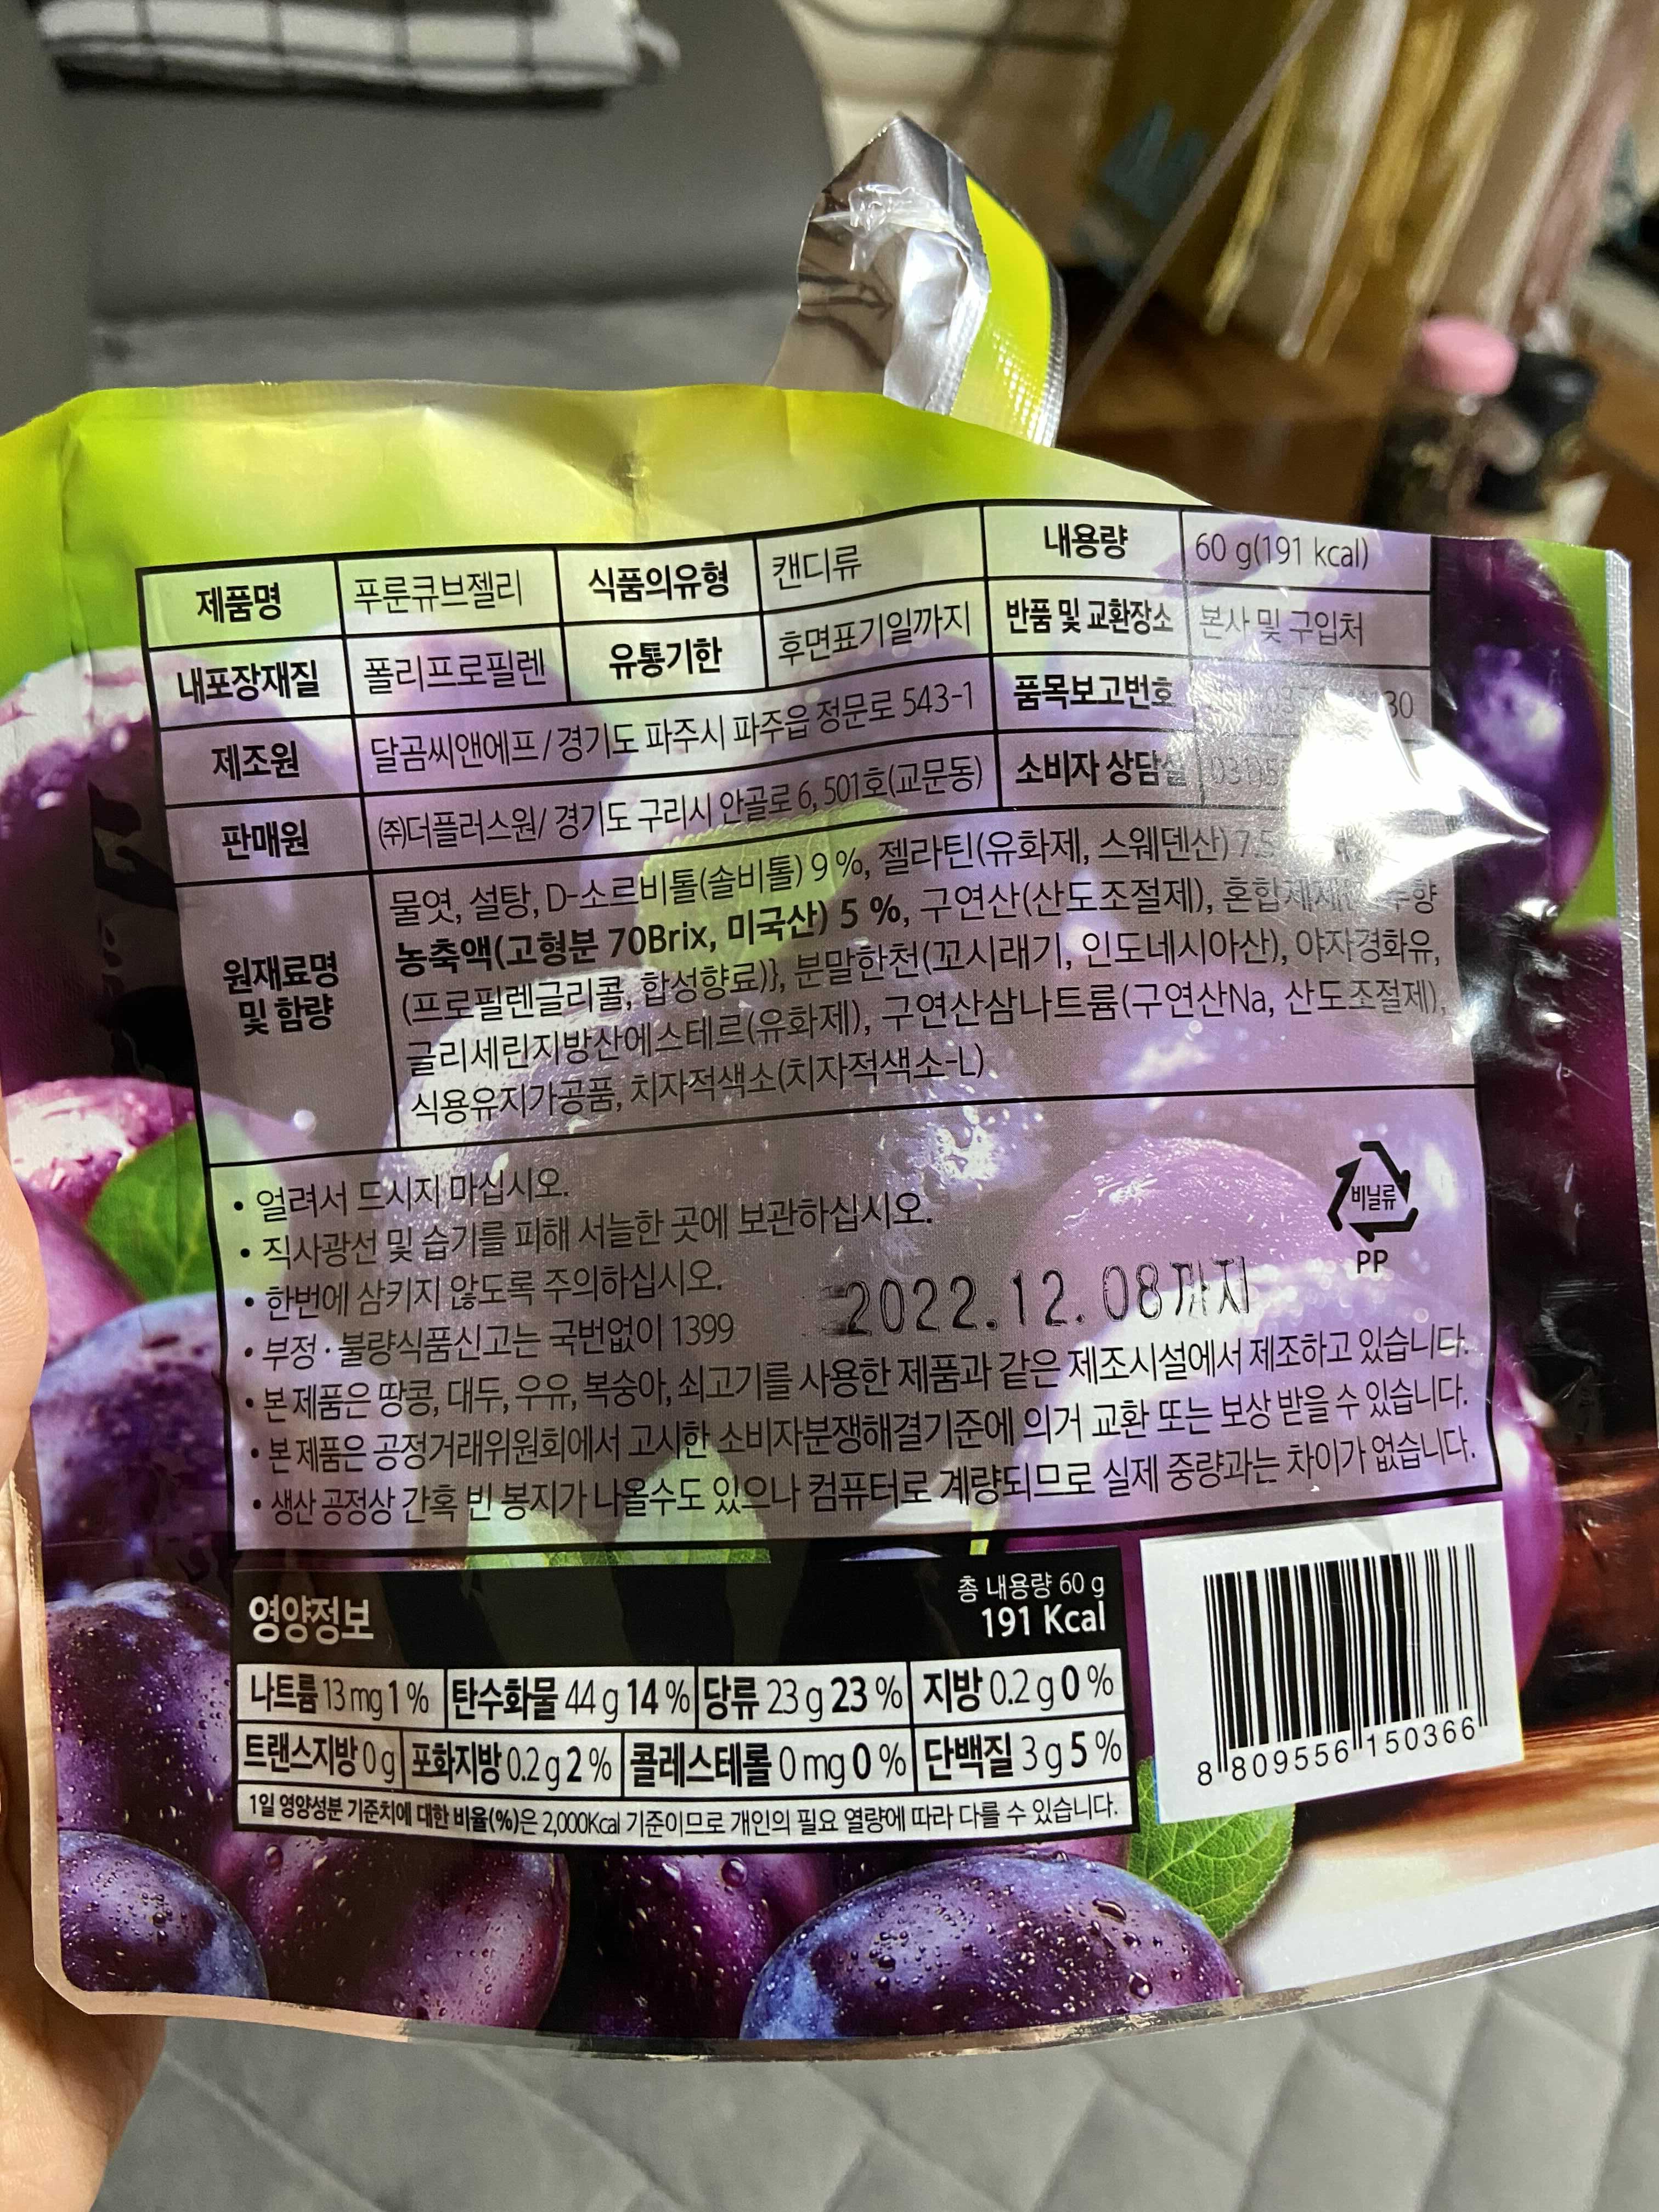 제품명 푸룬큐브젤리 식품의유형 캔디류 내용량 60 g(191 kcal)
내포장재질 폴리프로필렌 유통기한 후면표기일까지 반품 및 교환장소 본사 및 구입처
제조원 달곰씨앤에프/경기도 파주시 파주읍 정문로 543-1 품목보고번호
판매원 ㈜더플러스원/ 경기도 구리시 안골로 6, 501호(교문동) 소비자 상담실
원재료명
및 함량
물엿, 설탕, D-소르비톨(솔비톨) 9 %, 젤라틴(유화제, 스웨덴산)
농축액(고형분 70Brix, 미국산) 5 %, 구연산(산도조절제),
(프로필렌글리콜, 합성향료)}, 분말한천(꼬시래기, 인도네시아산), 야자경화유,
글리세린지방산에스테르(유화제), 구연산삼나트륨(구연산Na, 산도조절제),
식용유지가공품, 치자적색소(치자적색소-L)
• 얼려서 드시지 마십시오.
• 직사광선 및 습기를 피해 서늘한 곳에 보관하십시오.
• 한번에 삼키지 않도록 주의하십시오.
• 부정·불량식품신고는 국번없이 1399
2022.12.08까지
비닐류
PP
• 본 제품은 땅콩, 대두, 우유, 복숭아, 쇠고기를 사용한 제품과 같은 제조시설에서 제조하고 있습니다.
• 본 제품은 공정거래위원회에서 고시한 소비자분쟁해결기준에 의거 교환 또는 보상 받을 수 있습니다.
• 생산 공정상 간혹 빈 봉지가 나올수도 있으나 컴퓨터로 계량되므로 실제 중량과는 차이가 없습니다.
영양정보
총 내용량 60 g
191 Kcal
나트륨 13 mg 1 % 탄수화물 44 g 14 % 당류 23 g 23 % 지방 0.2 g 0 %
트랜스지방 0 g 포화지방 0.2 g 2 % 콜레스테롤 0 mg 0 % 단백질 3 g 5 %
1일 영양성분 기준치에 대한 비율(%)은 2,000Kcal 기준이므로 개인의 필요 열량에 따라 다를 수 있습니다.
8 809556 150366